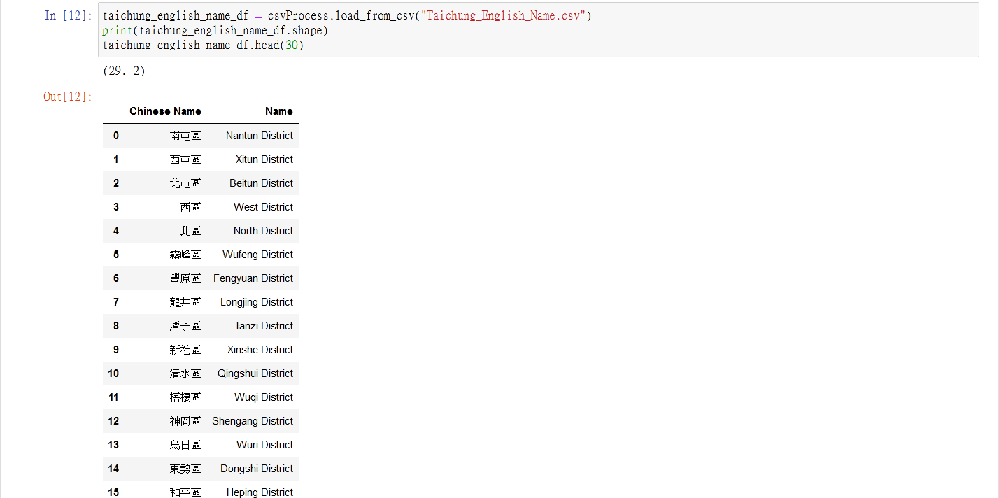 In [12]: taichung_english_name_df = csvProcess.load_from_csv("Taichung_English_Name.csv")
print(taichung_english_name_df.shape)
taichung_english_name_df.head(30)
(29, 2)
Out[12]:
Chinese Name Name
0 南屯區 Nantun District
1 西屯區 Xitun District
2 北屯區 Beitun District
3 西區 West District
4 北區 North District
5 霧峰區 Wufeng District
6 豐原區 Fengyuan District
7 龍井區 Longjing District
8 潭子區 Tanzi District
9 新社區 Xinshe District
10 清水區 Qingshui District
11 梧棲區 Wuqi District
12 神岡區 Shengang District
13 烏日區 Wuri District
14 東勢區 Dongshi District
15 和平區 Heping District